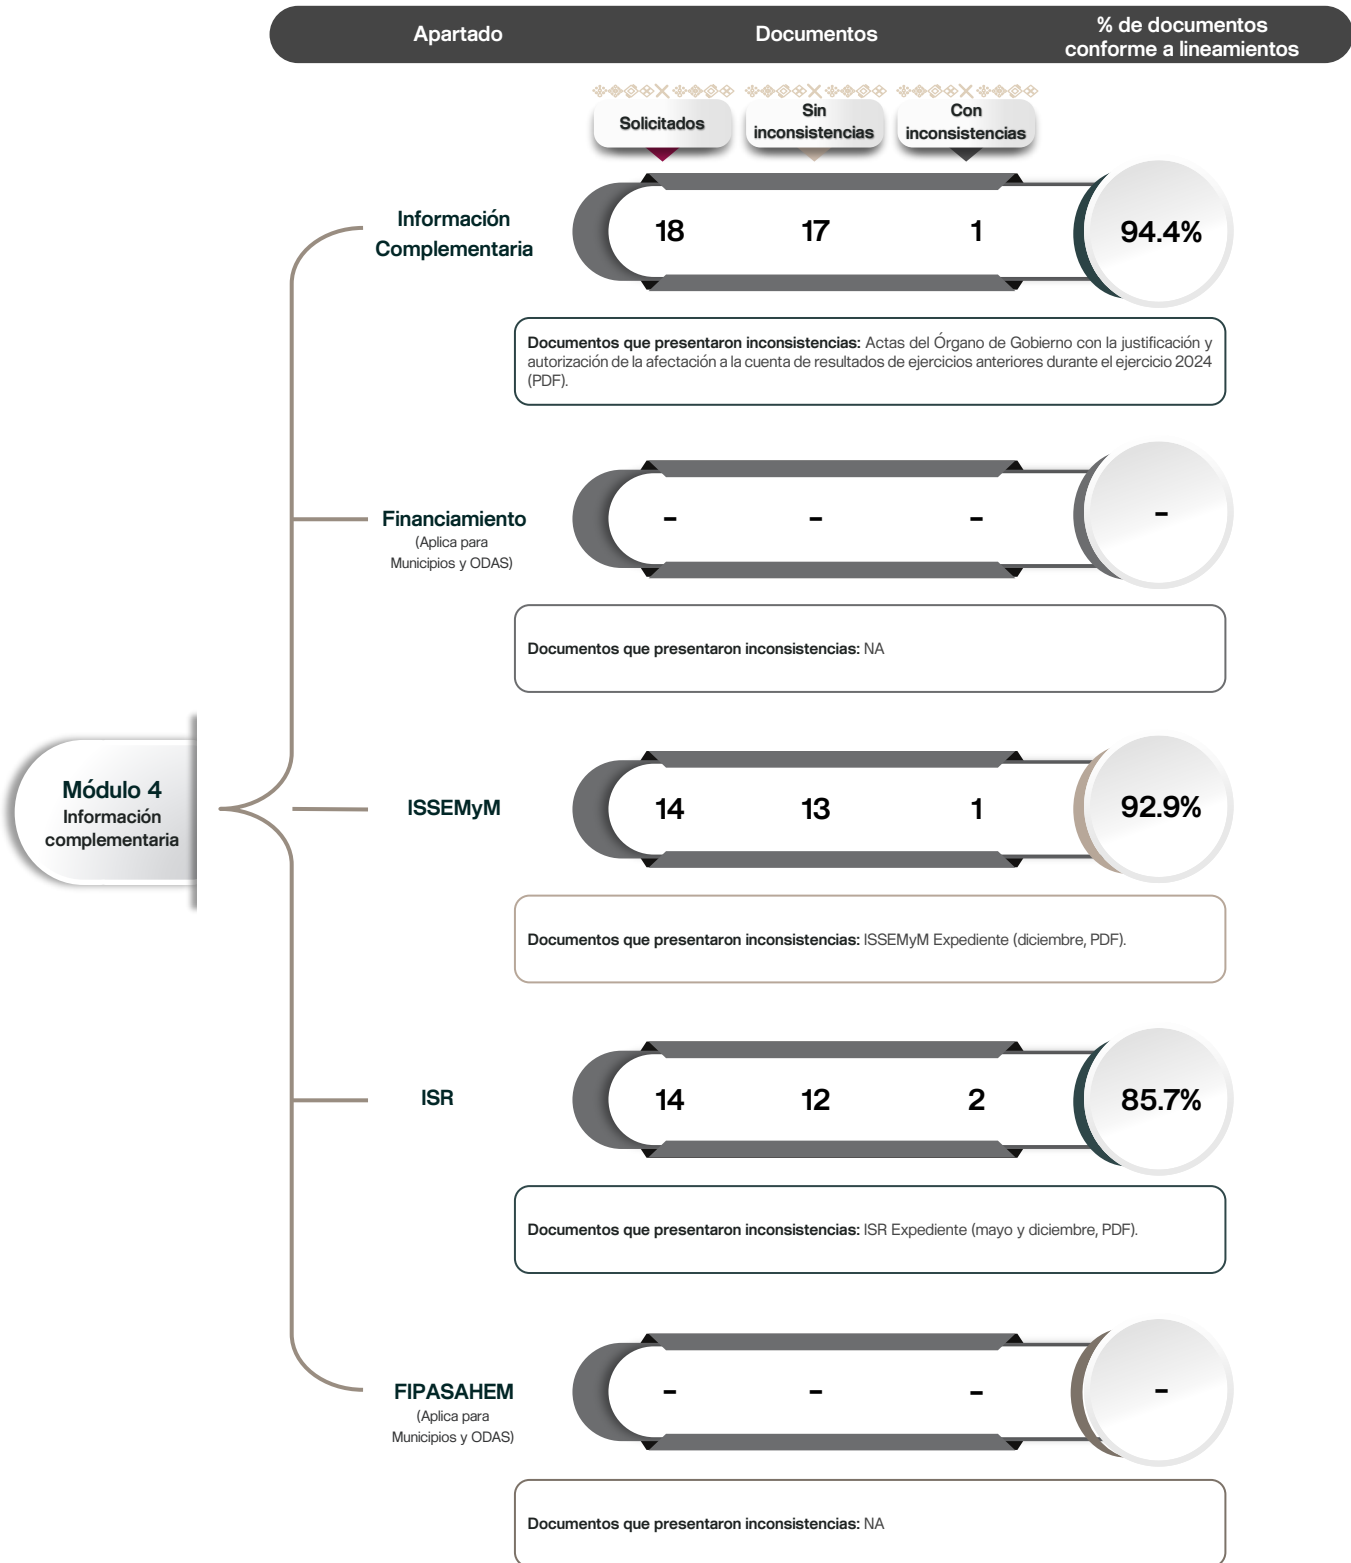 Apartado
Documentos
% de documentos
conforme a lineamientos
Solicitados
Sin
inconsistencias
Con
inconsistencias
Información
Complementaria
18
17
1
94.4%
Documentos que presentaron inconsistencias: Actas del Órgano de Gobierno con la justificación y
autorización de la afectación a la cuenta de resultados de ejercicios anteriores durante el ejercicio 2024
(PDF).
Financiamiento
(Aplica para
Municipios y ODAS)
-
-
-
-
Documentos que presentaron inconsistencias: NA
Módulo 4
Información
complementaria
ISSEMyM
14
13
1
92.9%
Documentos que presentaron inconsistencias: ISSEMyM Expediente (diciembre, PDF).
ISR
14
12
2
85.7%
Documentos que presentaron inconsistencias: ISR Expediente (mayo y diciembre, PDF).
FIPASAHEM
(Aplica para
Municipios y ODAS)
-
-
-
-
Documentos que presentaron inconsistencias: NA